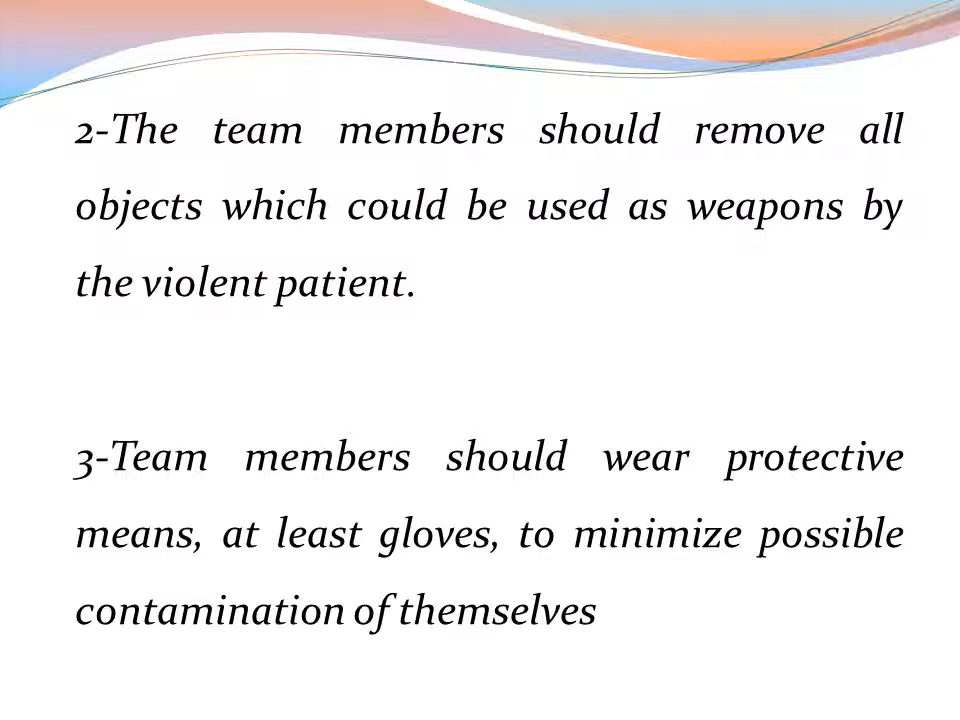 2-The team members should remove all
objects which could be used as weapons by
the violent patient.
3-Team members should wear protective
means, at least gloves, to minimize possible
contamination of themselves